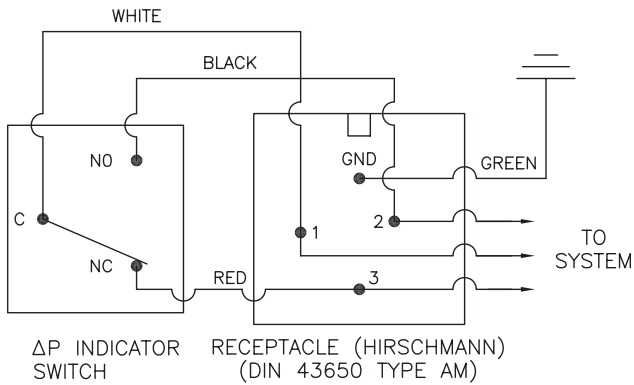 WHITE
BLACK
NO
GND
GREEN
C
1
2
TO
SYSTEM
NC
RED
3
ΔP INDICATOR
SWITCH
RECEPTACLE (HIRSCHMANN)
(DIN 43650 TYPE AM)